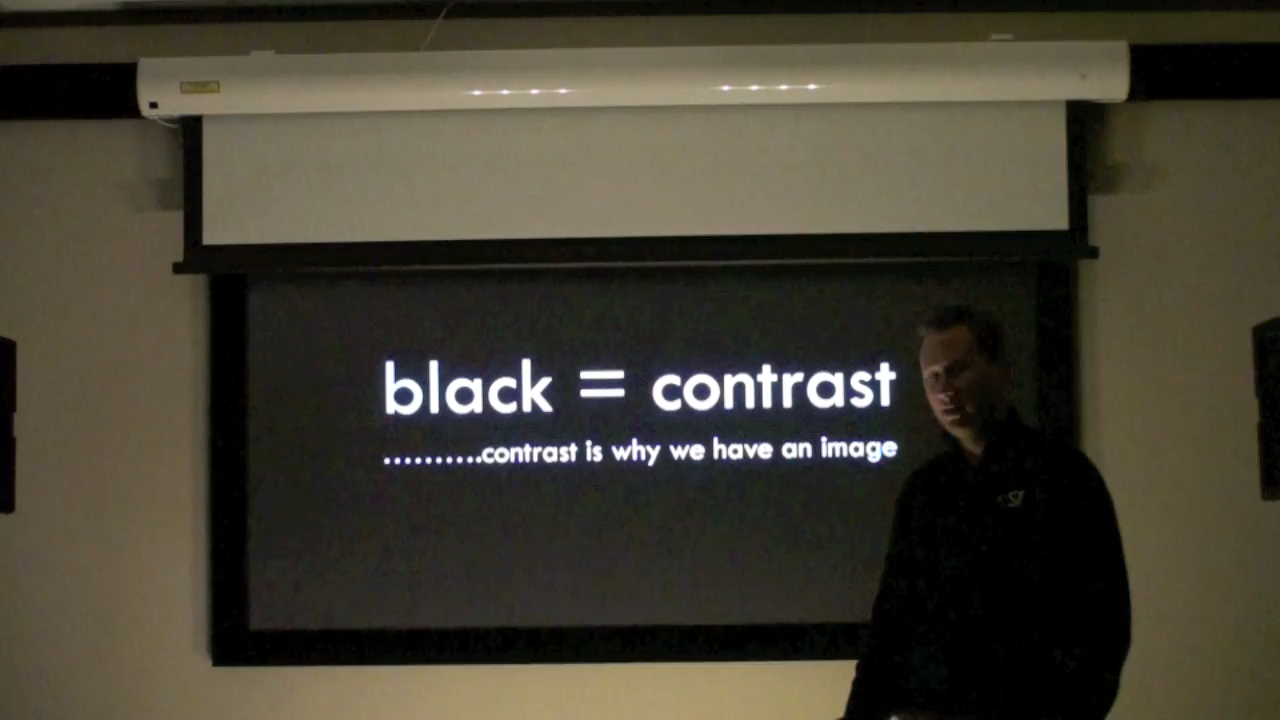 black = contrast
..........contrast is why we have an image